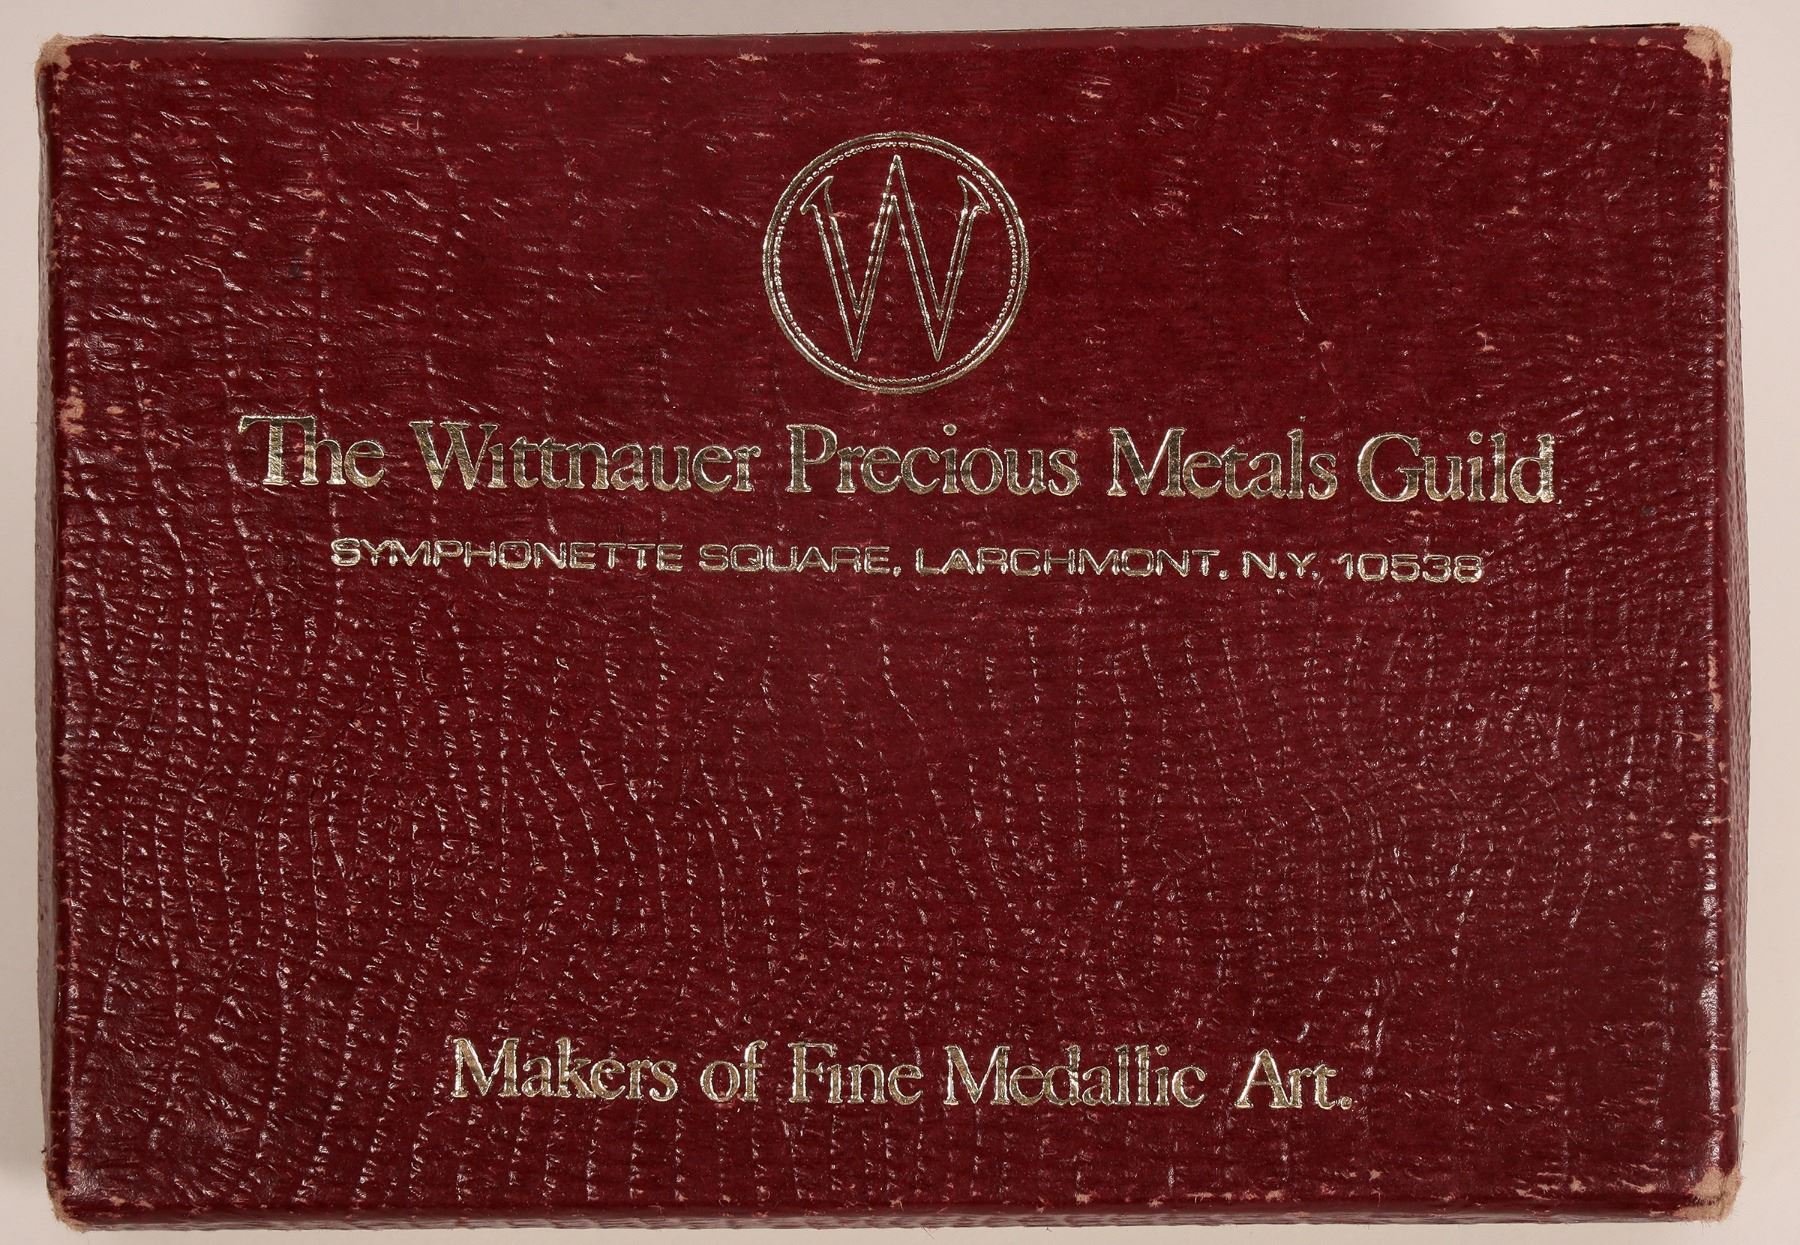 W
The Wittnauer Precious Metals Guild
SYMPHONETTE SQUARE, LARCHMONT, N.Y. 10538
Makers of Fine Medallic Art.